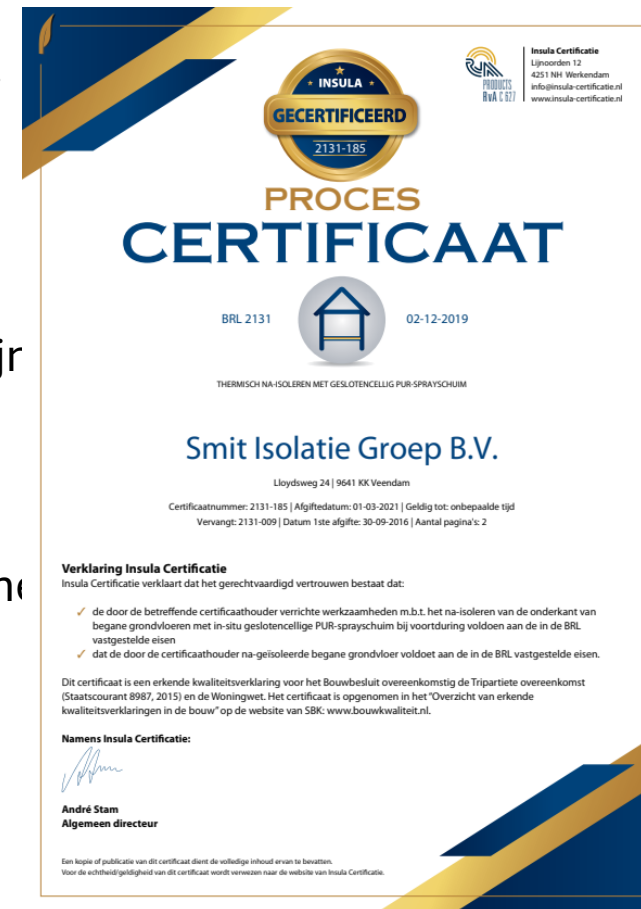 INSULA
GECERTIFICEERD
2131-185
PRODUCTS
RvA C 627
Insula Certificatie
Lijnoorden 12
4251 NH Werkendam
info@insula-certificatie.nl
www.insula-certificatie.nl
PROCES
CERTIFICAAT
BRL 2131
02-12-2019
THERMISCH NA-ISOLEREN MET GESLOTENCELLIG PUR-SPRAYSCHUIM
Smit Isolatie Groep B.V.
Lloydsweg 24 | 9641 KK Veendam
Certificaatnummer: 2131-185 | Afgiftedatum: 01-03-2021 | Geldig tot: onbepaalde tijd
Vervangt: 2131-009 | Datum 1ste afgifte: 30-09-2016 | Aantal pagina's: 2
Verklaring Insula Certificatie
Insula Certificatie verklaart dat het gerechtvaardigd vertrouwen bestaat dat:
✓ de door de betreffende certificaathouder verrichte werkzaamheden m.b.t. het na-isoleren van de onderkant van
begane grondvloeren met in-situ geslotencellige PUR-sprayschuim bij voortduring voldoen aan de in de BRL
vastgestelde eisen
✓ dat de door de certificaathouder na-geïsoleerde begane grondvloer voldoet aan de in de BRL vastgestelde eisen.
Dit certificaat is een erkende kwaliteitsverklaring voor het Bouwbesluit overeenkomstig de Tripartiete overeenkomst
(Staatscourant 8987, 2015) en de Woningwet. Het certificaat is opgenomen in het "Overzicht van erkende
kwaliteitsverklaringen in de bouw" op de website van SBK: www.bouwkwaliteit.nl.
Namens Insula Certificatie:
André Stam
Algemeen directeur
Een kopie of publicatie van dit certificaat dient de volledige inhoud ervan te bevatten.
Voor de echtheid/geldigheid van dit certificaat wordt verwezen naar de website van Insula Certificatie.